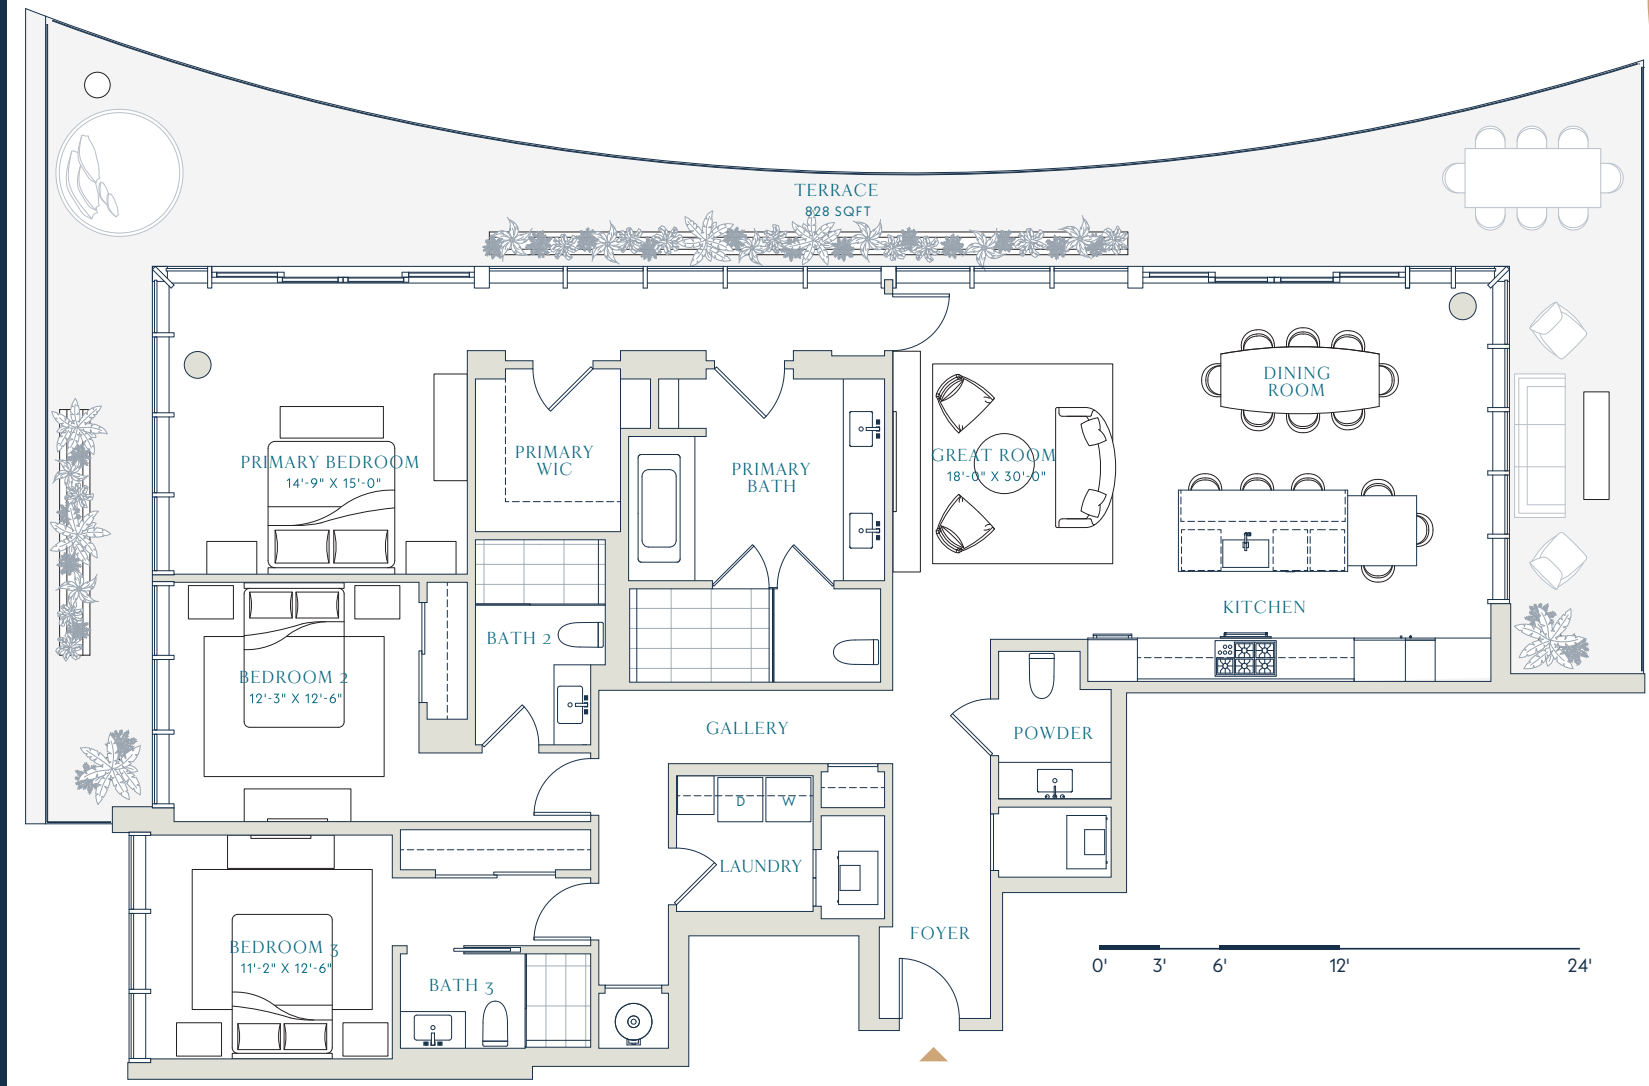 TERRACE
828 SQFT
DINING
ROOM
PRIMARY BEDROOM
14'-9" X 15'-0"
PRIMARY
WIC
PRIMARY
BATH
GREAT ROOM
18'-0" X 30'-0"
KITCHEN
BATH 2
BEDROOM 2
12'-3" X 12'-6"
GALLERY
POWDER
D W
LAUNDRY
FOYER
BEDROOM 3
11'-2" X 12'-6"
BATH 3
0' 3' 6' 12' 24'